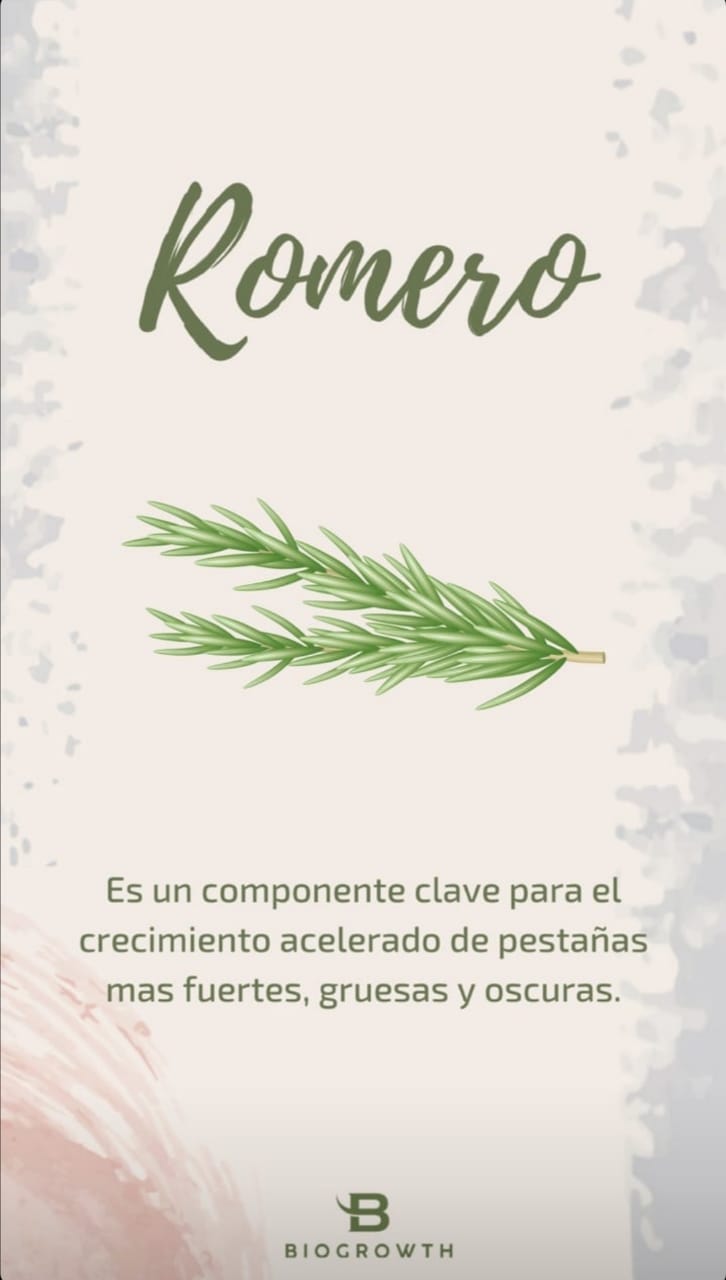 Romero
Es un componente clave para el
crecimiento acelerado de pestañas
mas fuertes, gruesas y oscuras.
B
BIOGROWTH